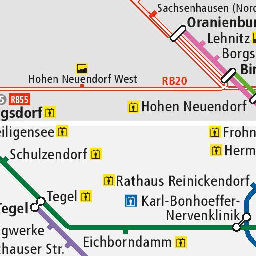 Sachsenhausen (Nord
Oranienbur
Lehnitz
Borgs
Bir
Hohen Neuendorf West
RB20
RB55
Hohen Neuendorf
gsdorf
eiligensee
Frohn
Herm
Schulzendorf
Rathaus Reinickendorf
Tegel
Karl-Bonhoeffer-
Nervenklinik
Tegel
gwerke
Eichborndamm
hauser Str.